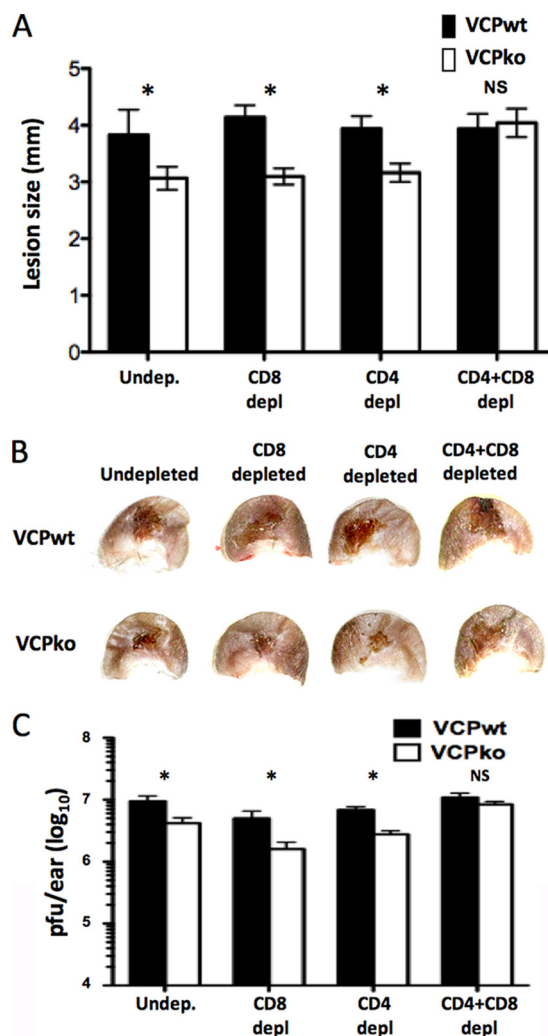 A
VCPwt
VCPko
* * * NS
Lesion size (mm)
5
4
3
2
1
0
Undep. CD8 depl CD4 depl CD4+CD8 depl
B
Undepleted CD8 depleted CD4 depleted CD4+CD8 depleted
VCPwt
VCPko
C
VCPwt
VCPko
* * * NS
pfu/ear (log10)
8
7
6
5
4
Undep. CD8 depl CD4 depl CD4+CD8 depl